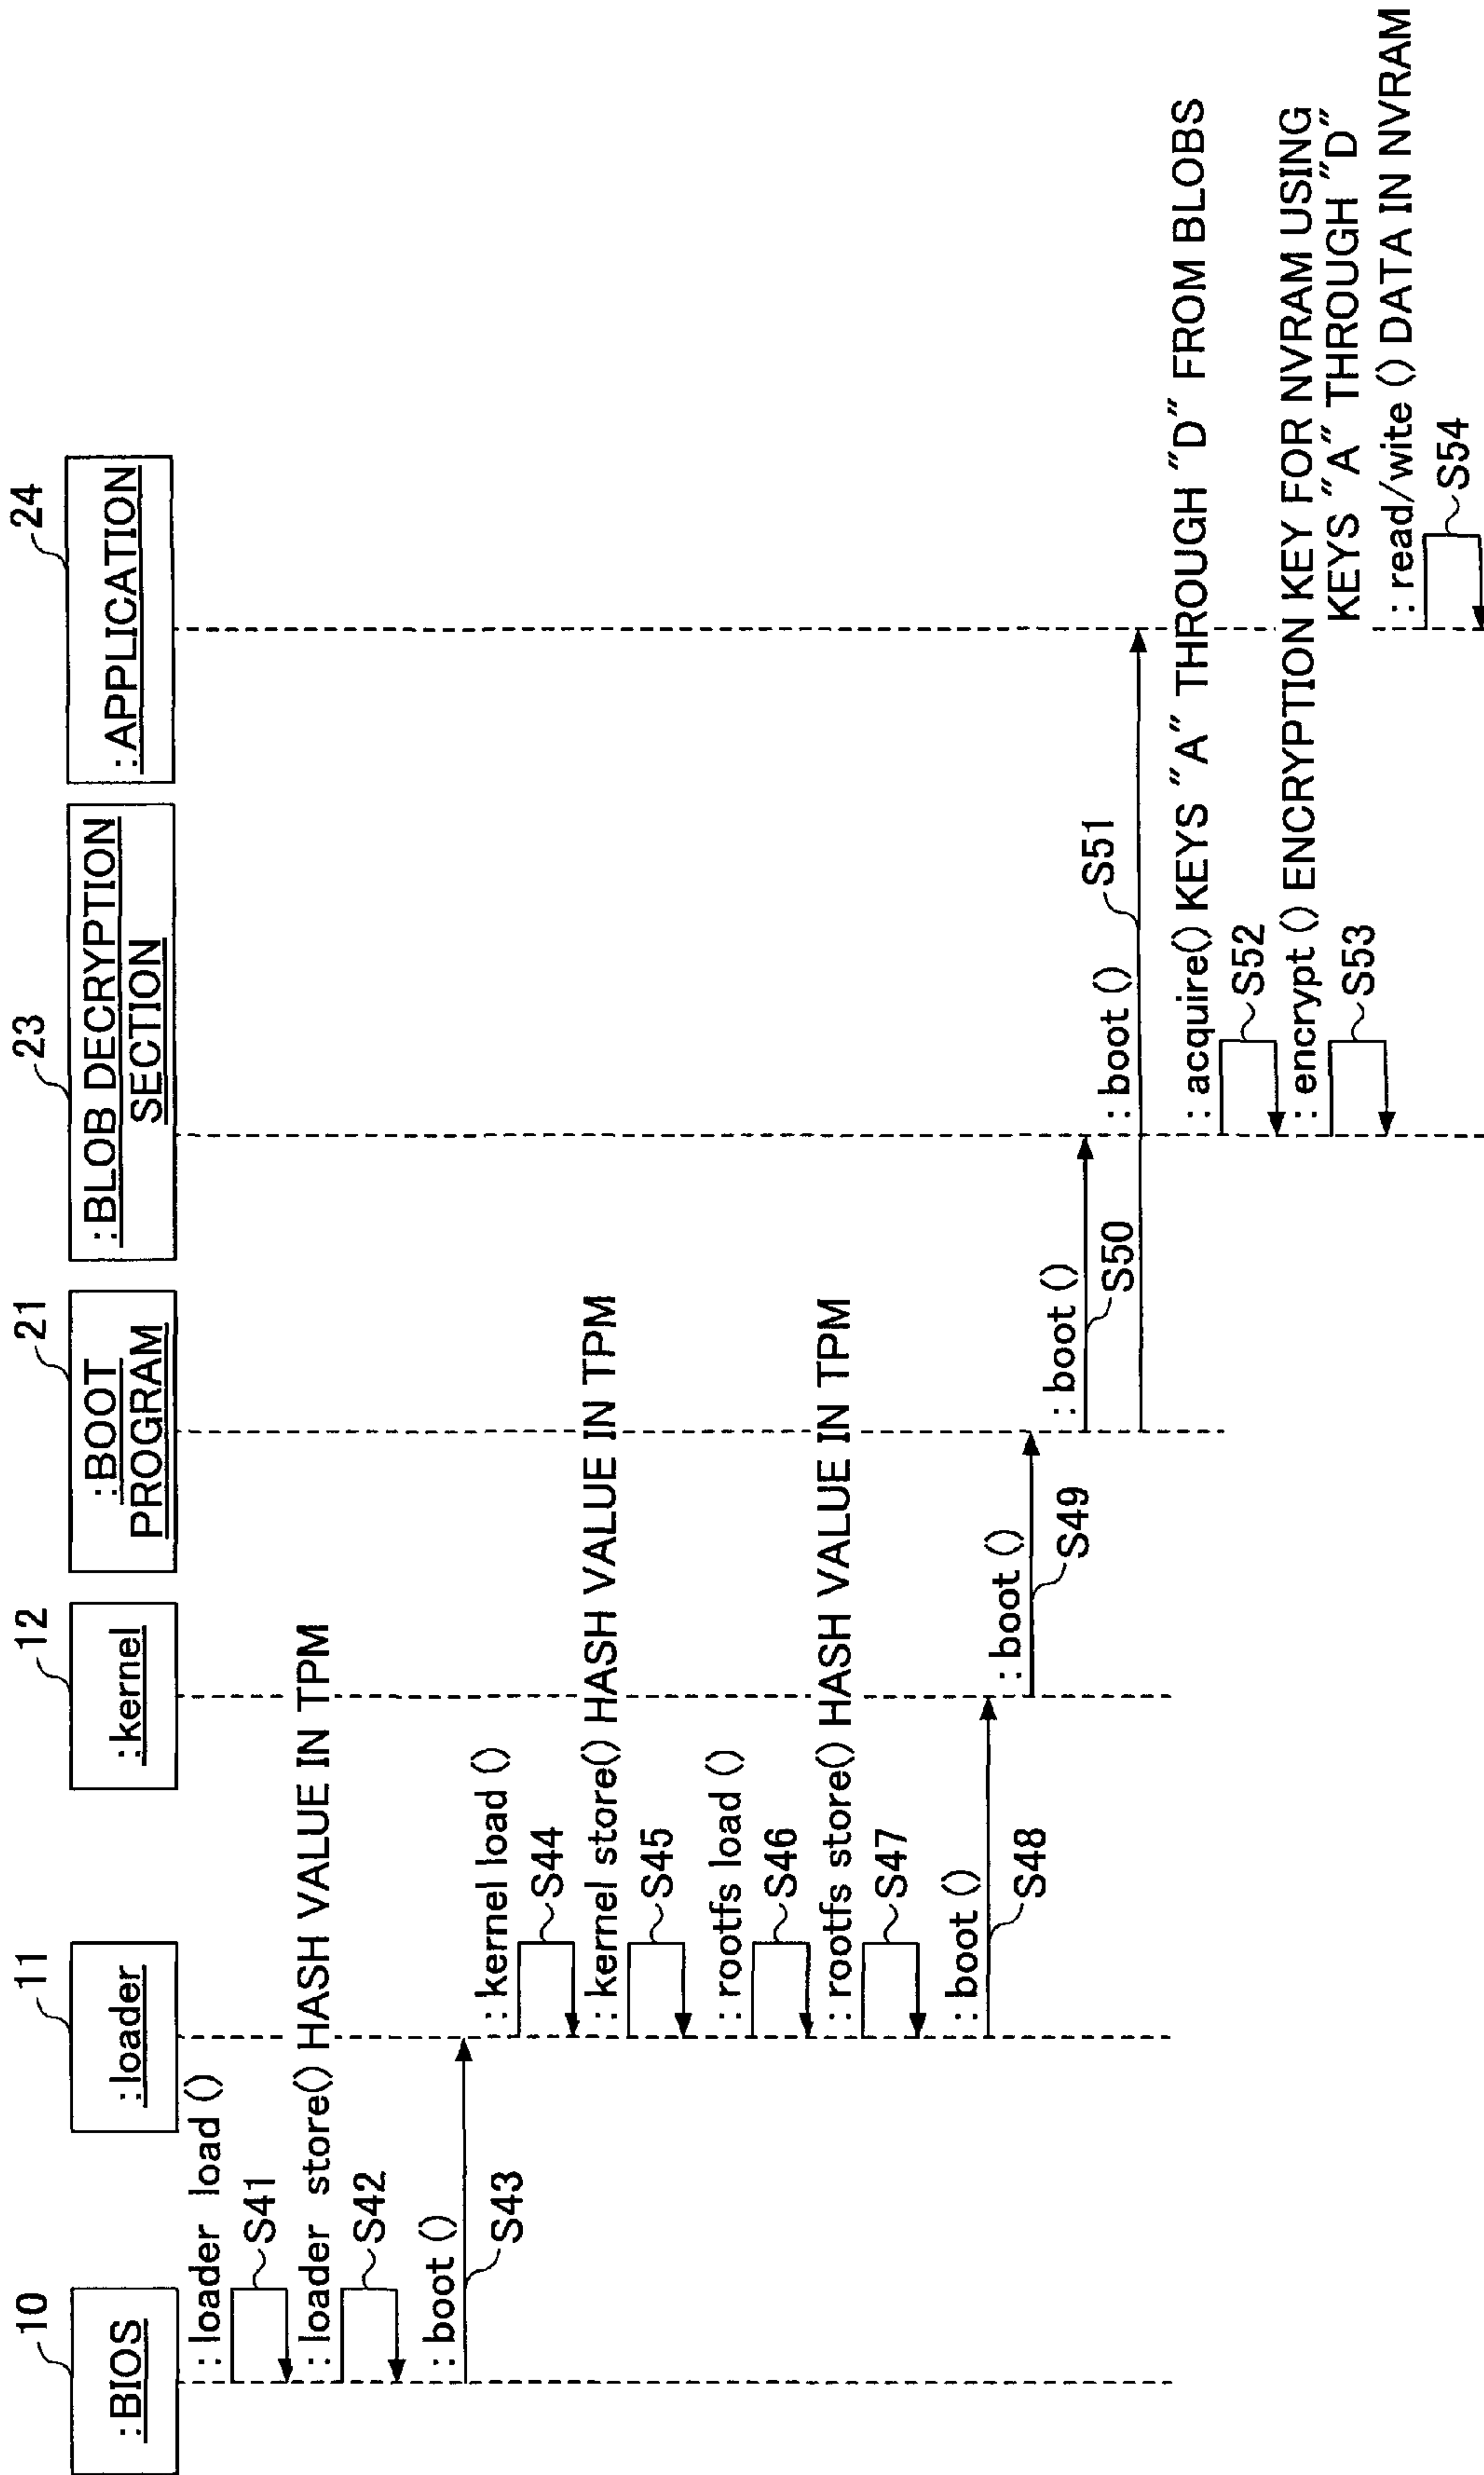 10
:BIOS
11
:loader
12
:kernel
21
:BOOT
PROGRAM
23
:BLOB DECRYPTION
SECTION
24
:APPLICATION
:loader load ()
S41
:loader store() HASH VALUE IN TPM
S42
:boot ()
S43
:kernel load ()
S44
:kernel store() HASH VALUE IN TPM
S45
:rootfs load ()
S46
:rootfs store() HASH VALUE IN TPM
S47
:boot ()
S48
:boot ()
S49
:boot ()
S50
:boot ()
S51
:acquire() KEYS "A" THROUGH "D" FROM BLOBS
S52
:encrypt () ENCRYPTION KEY FOR NVRAM USING
KEYS "A" THROUGH "D"
S53
:read/wite () DATA IN NVRAM
S54